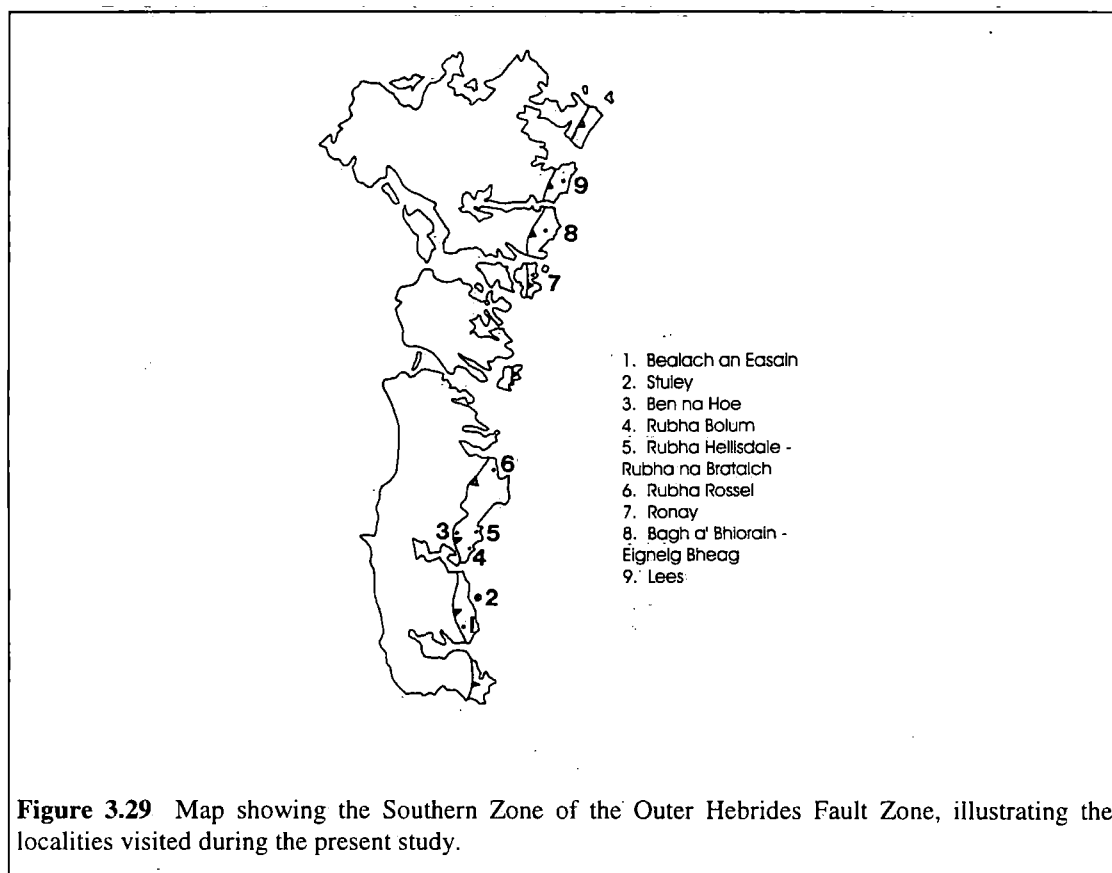 9
8
7
6
3
5
4
2
1
1. Bealach an Easain
2. Stuley
3. Ben na Hoe
4. Rubha Bolum
5. Rubha Hellisdale -
Rubha na Brataich
6. Rubha Rossel
7. Ronay
8. Bagh a' Bhiorain -
Eigneig Bheag
9. Lees
Figure 3.29 Map showing the Southern Zone of the Outer Hebrides Fault Zone, illustrating the
localities visited during the present study.